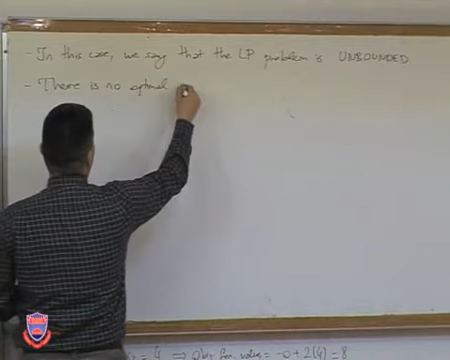 - In this case, we say that the LP problem is UNBOUNDED.
- There is no optimal
= 4 ⇒ Obj. Fun. value = -0 + 2(4) = 8